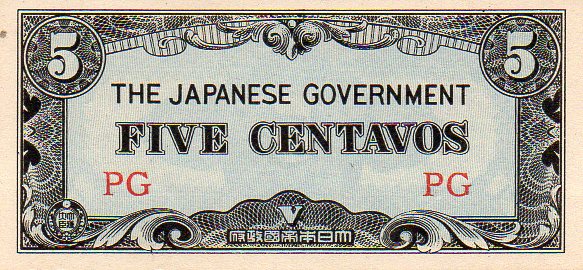 5 5
THE JAPANESE GOVERNMENT
FIVE CENTAVOS
PG PG
V
大日本帝國政府